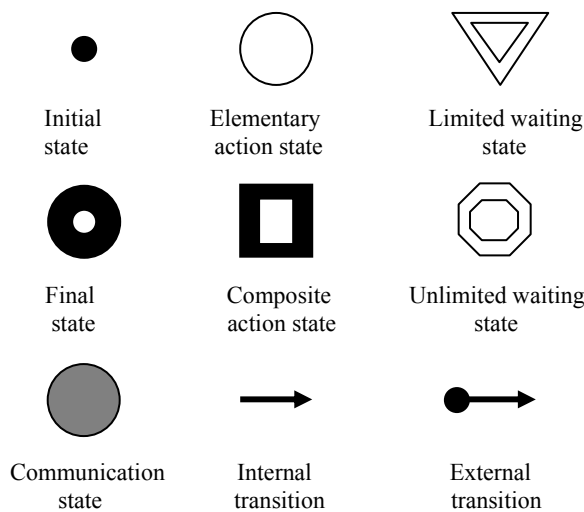 Initial
state
Elementary
action state
Limited waiting
state
Final
state
Composite
action state
Unlimited waiting
state
Communication
state
Internal
transition
External
transition